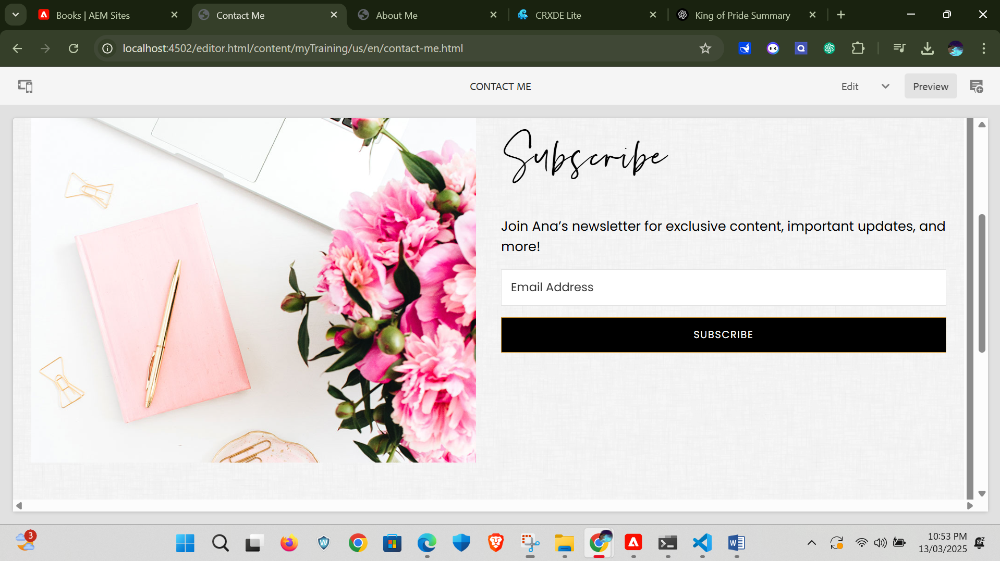 Books | AEM Sites
Contact Me
About Me
CRXDE Lite
King of Pride Summary
localhost:4502/editor.html/content/myTraining/us/en/contact-me.html
CONTACT ME
Edit
Preview
Subscribe
Join Ana’s newsletter for exclusive content, important updates, and
more!
Email Address
SUBSCRIBE
3
10:53 PM
13/03/2025